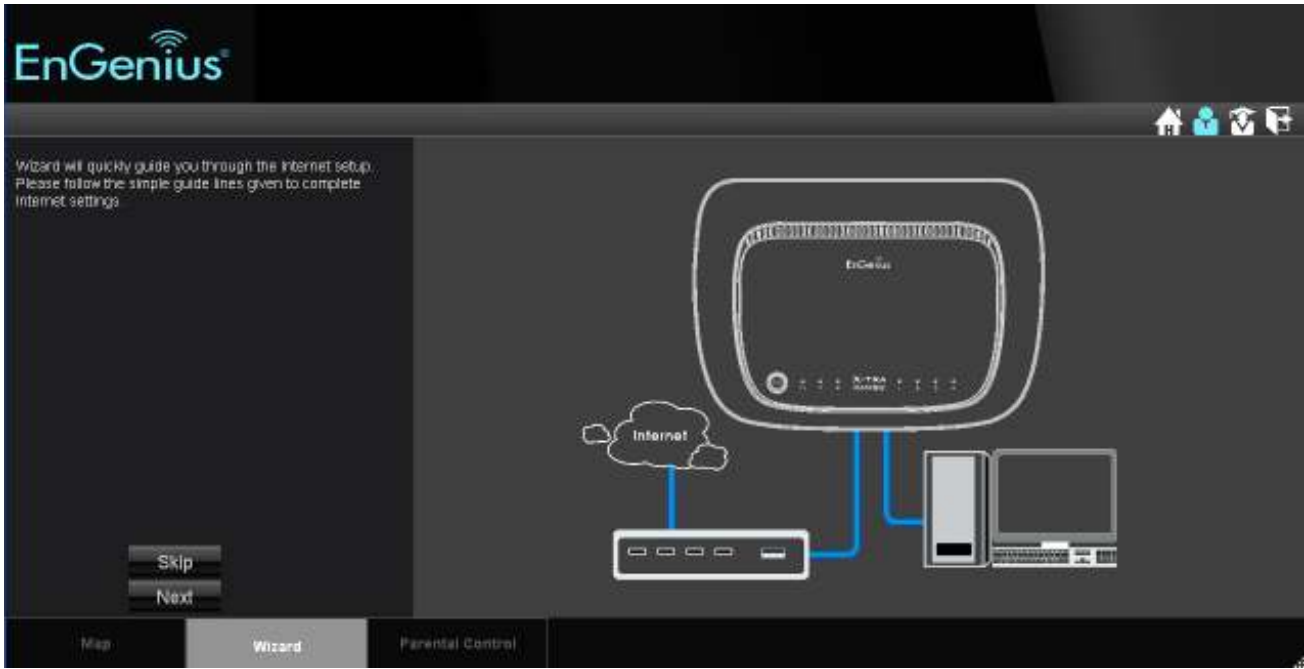 EnGenius®
H
Wizard will quickly guide you through the Internet setup.
Please follow the simple guide lines given to complete
Internet settings
EnGenius
X-TRA
Internet
Skip
Next
Map
Wizard
Parental Control